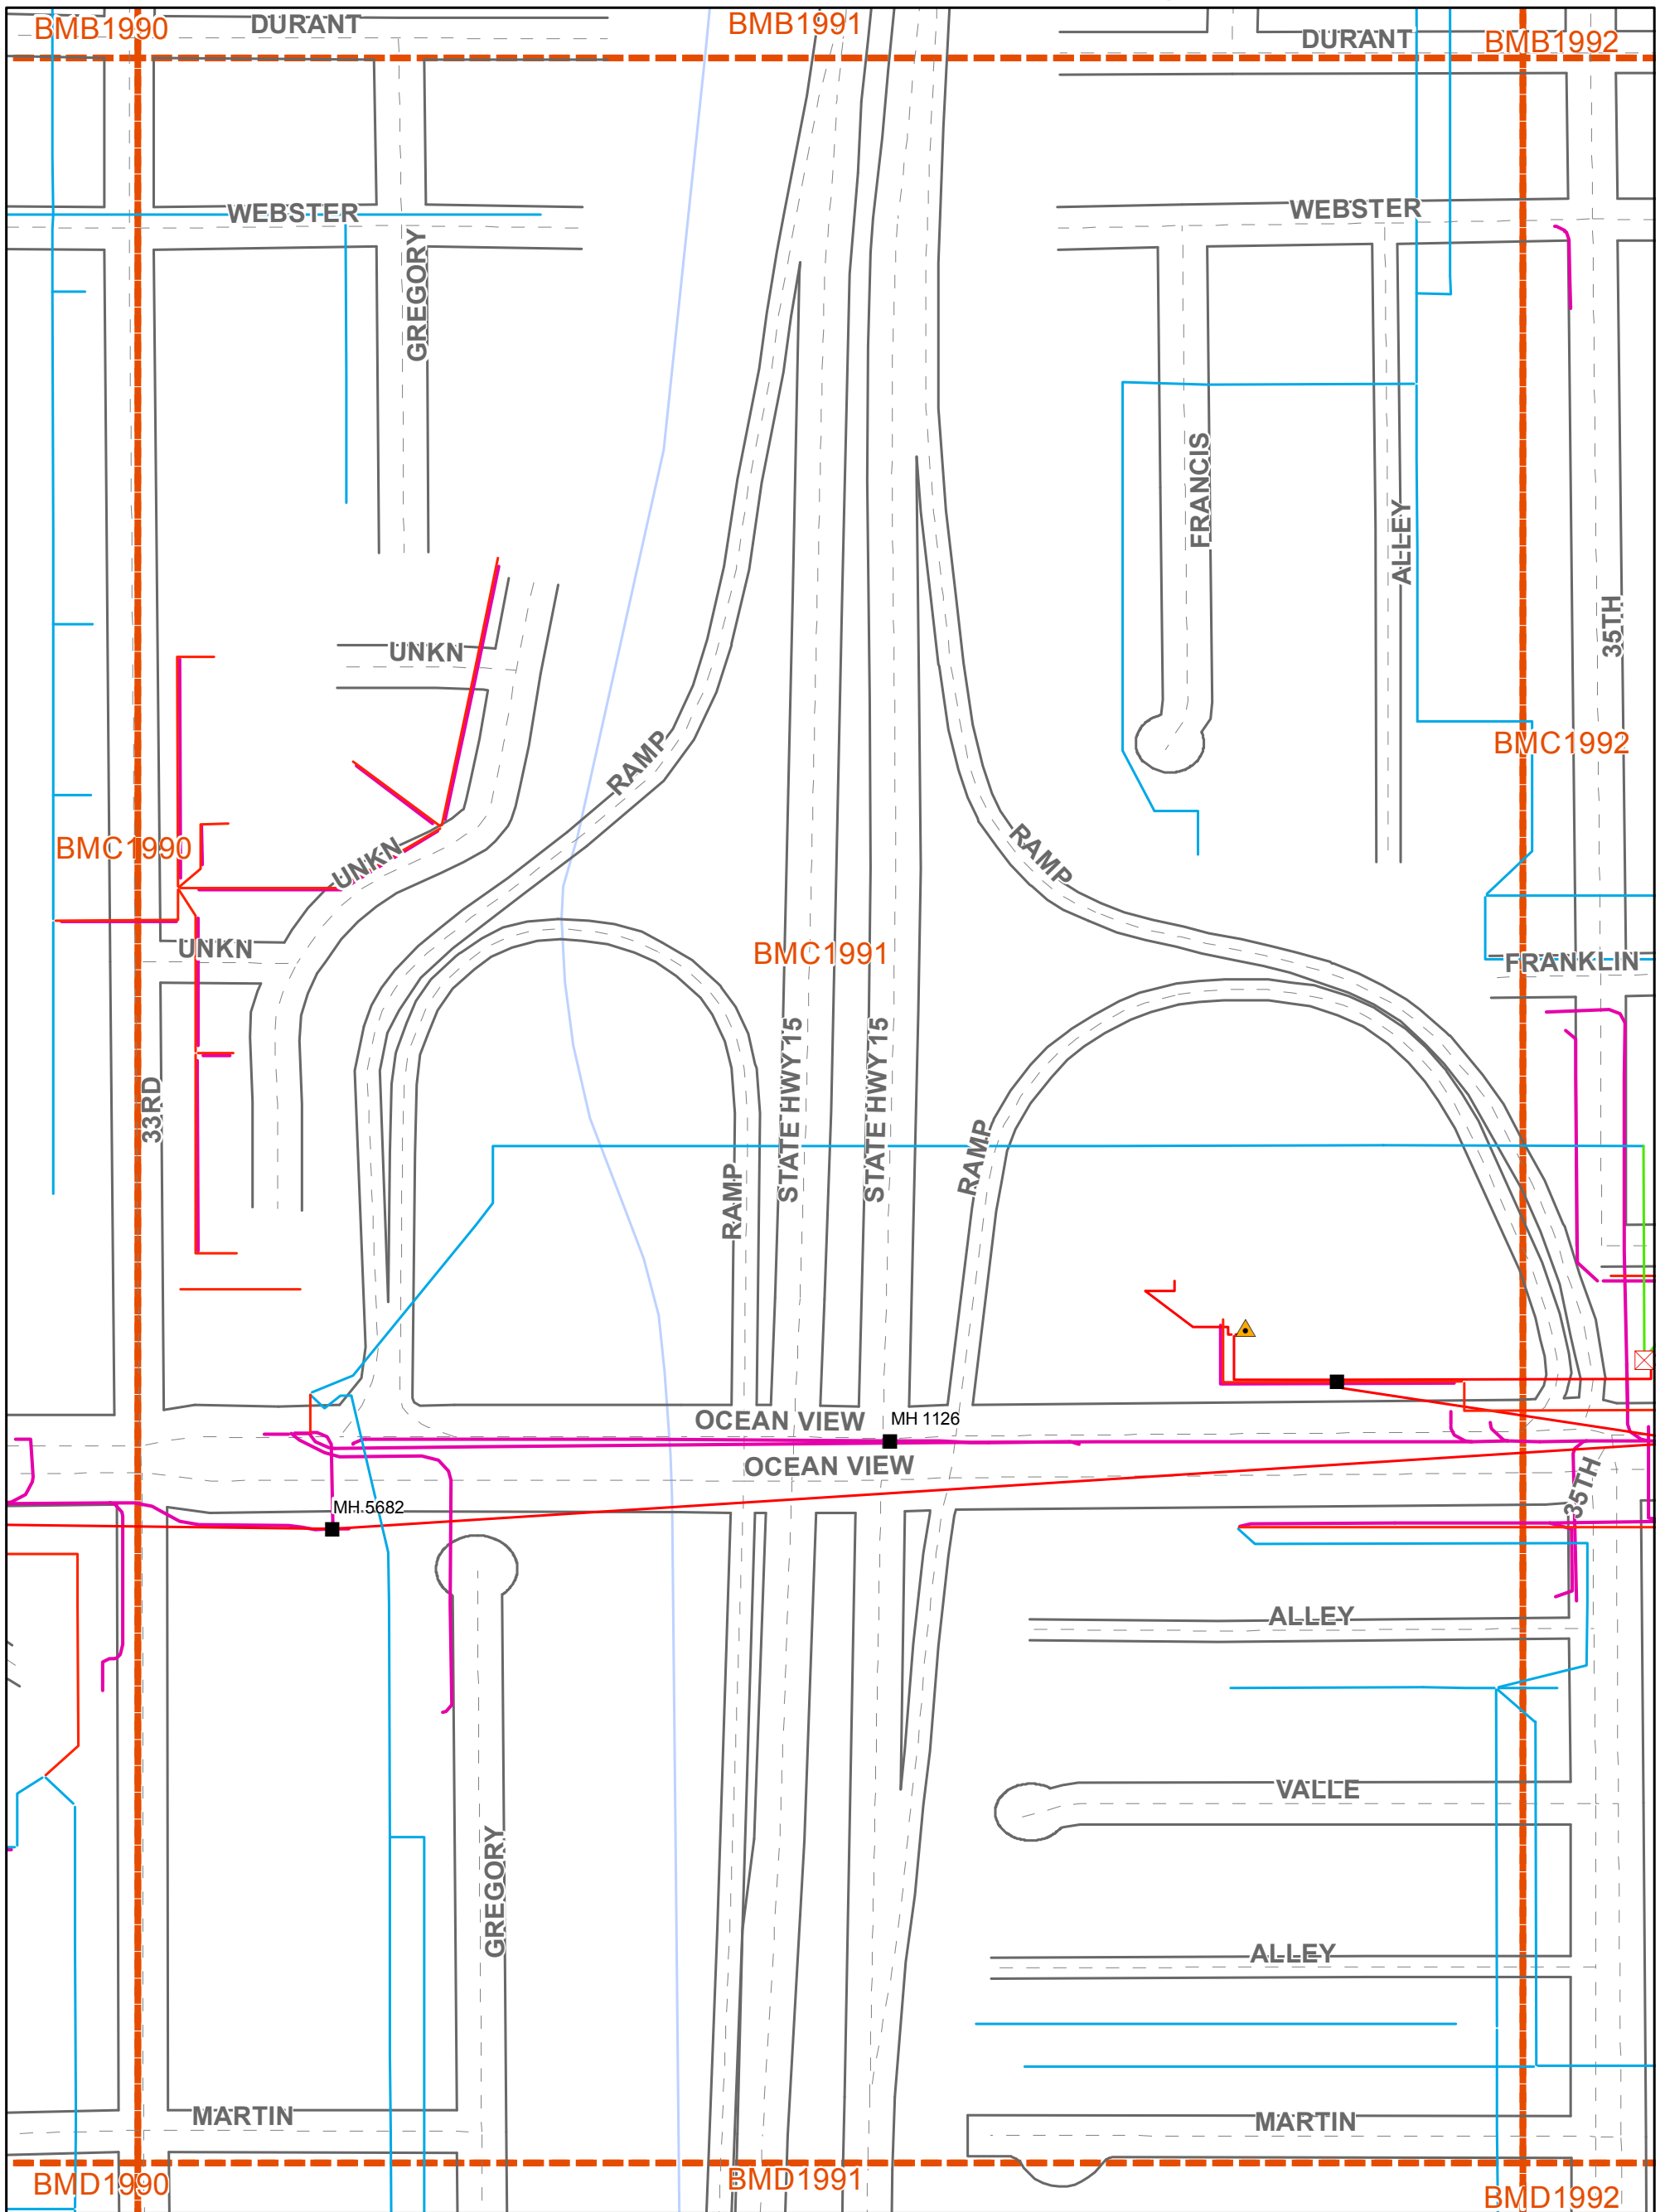 BMB1990
DURANT
BMB1991
DURANT
BMB1992
WEBSTER
WEBSTER
GREGORY
FRANCIS
ALLEY
35TH
UNKN
RAMP
BMC1992
BMC1990
UNKN
RAMP
UNKN
BMC1991
FRANKLIN
33RD
STATE HWY 15
STATE HWY 15
RAMP
RAMP
OCEAN VIEW
MH 1126
OCEAN VIEW
35TH
MH 5682
ALLEY
VALLE
GREGORY
ALLEY
MARTIN
MARTIN
BMD1990
BMD1991
BMD1992